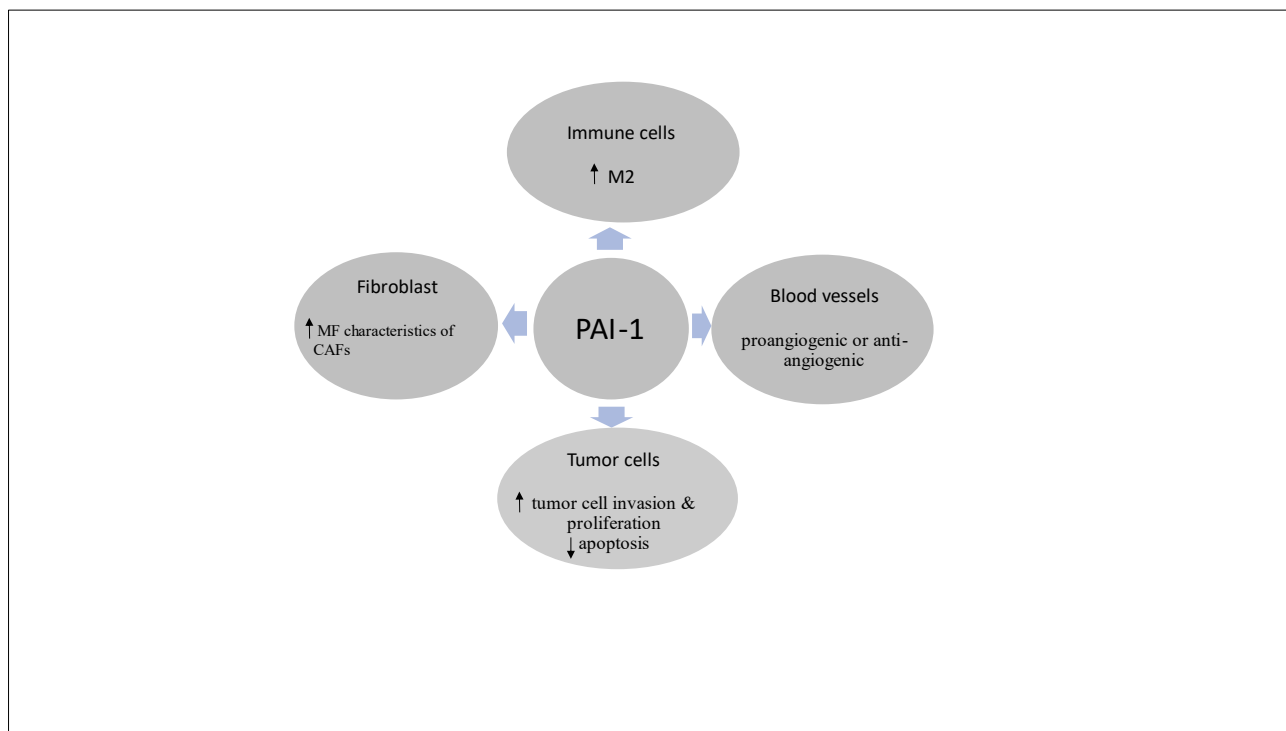 Immune cells
↑ M2
Fibroblast
↑ MF characteristics of
CAFs
PAI-1
Blood vessels
proangiogenic or anti-
angiogenic
Tumor cells
↑ tumor cell invasion &
proliferation
↓ apoptosis